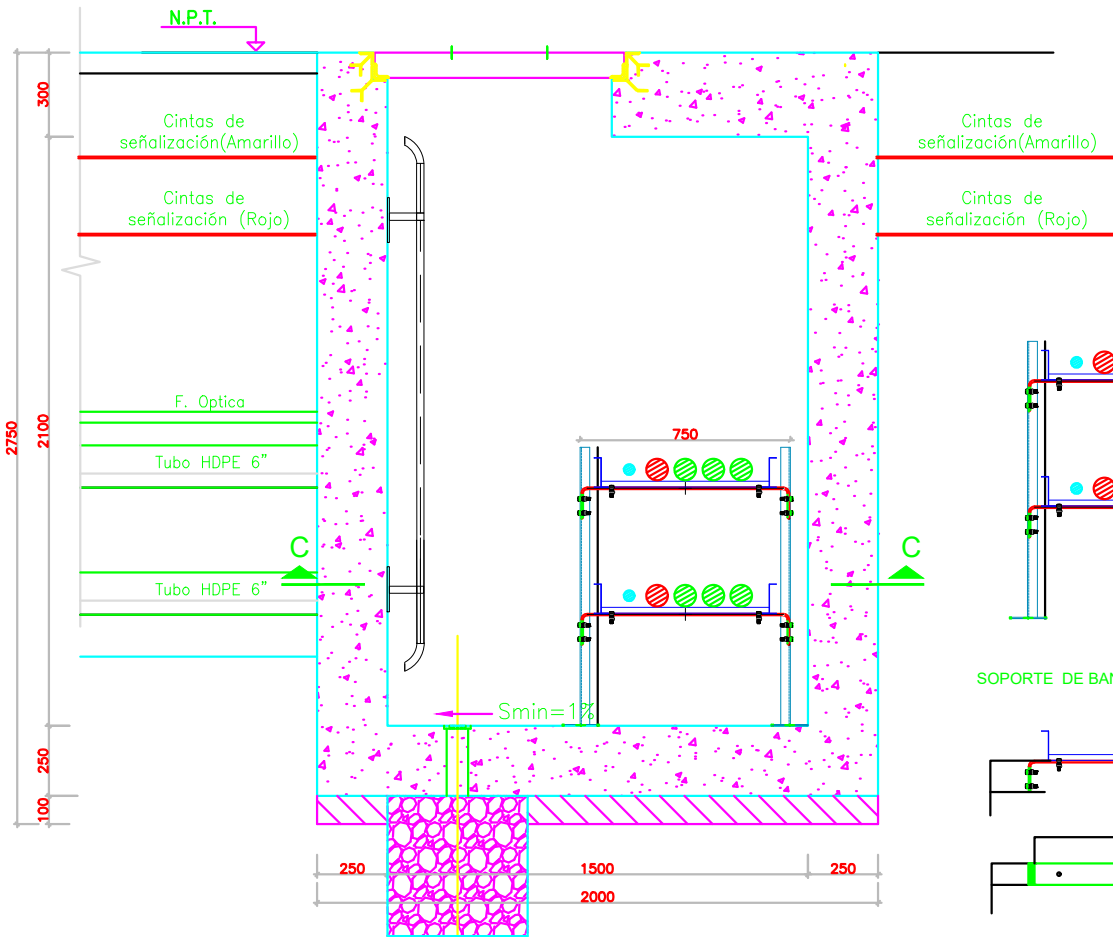 N.P.T.
300
Cintas de
señalización(Amarillo)
Cintas de
señalización(Amarillo)
Cintas de
señalización (Rojo)
Cintas de
señalización (Rojo)
F. Optica
2750
2100
750
Tubo HDPE 6"
C
C
Tubo HDPE 6"
SOPORTE DE BAN
Smin=1%
250
100
250
1500
250
2000